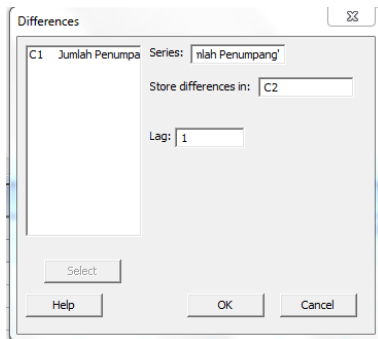 Differences
C1 Jumlah Penumpa
Series: mlah Penumpang'
Store differences in: C2
Lag: 1
Select
Help
OK
Cancel